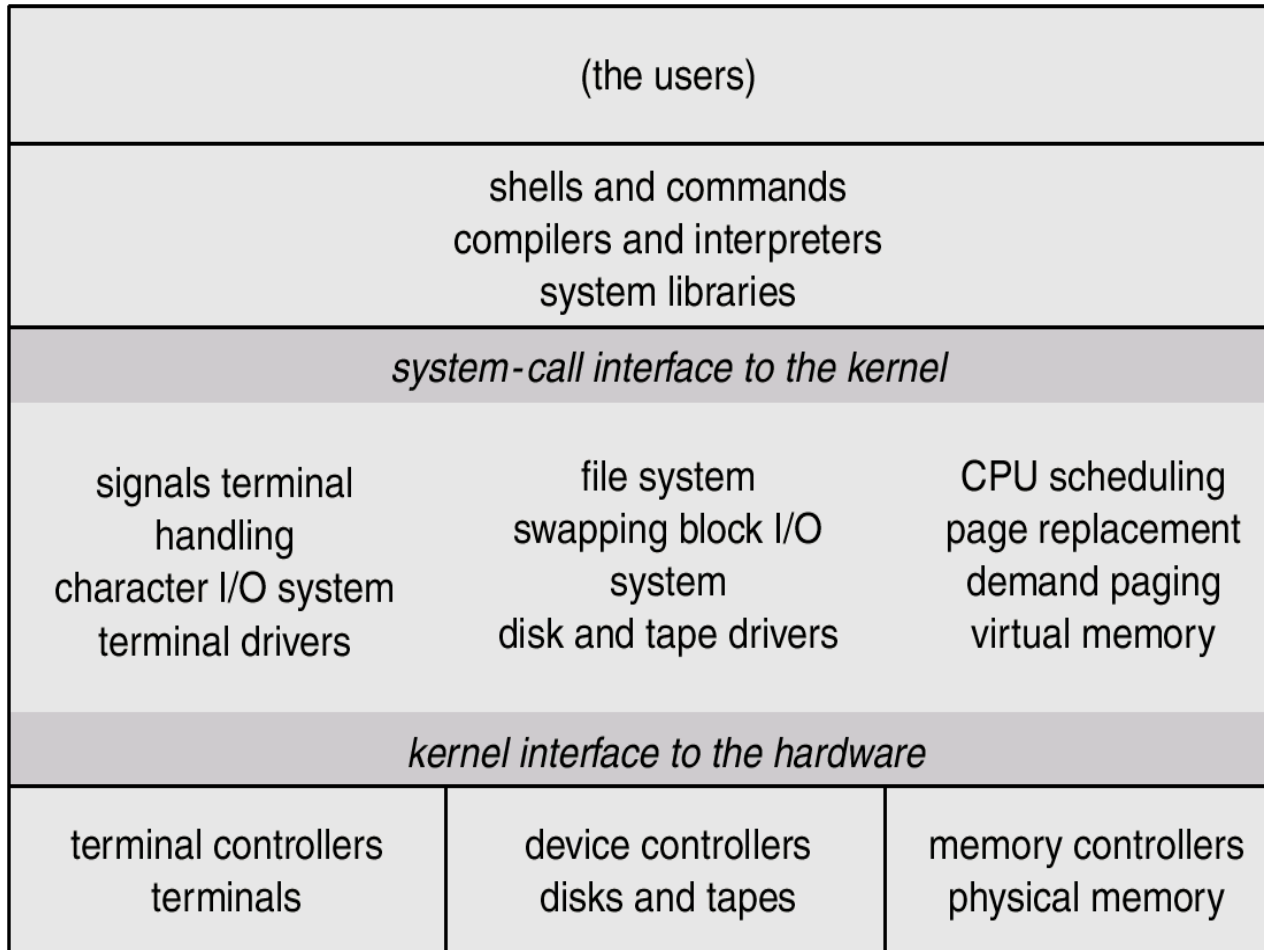 (the users)
shells and commands
compilers and interpreters
system libraries
system-call interface to the kernel
signals terminal
handling
character I/O system
terminal drivers
file system
swapping block I/O
system
disk and tape drivers
CPU scheduling
page replacement
demand paging
virtual memory
kernel interface to the hardware
terminal controllers
terminals
device controllers
disks and tapes
memory controllers
physical memory